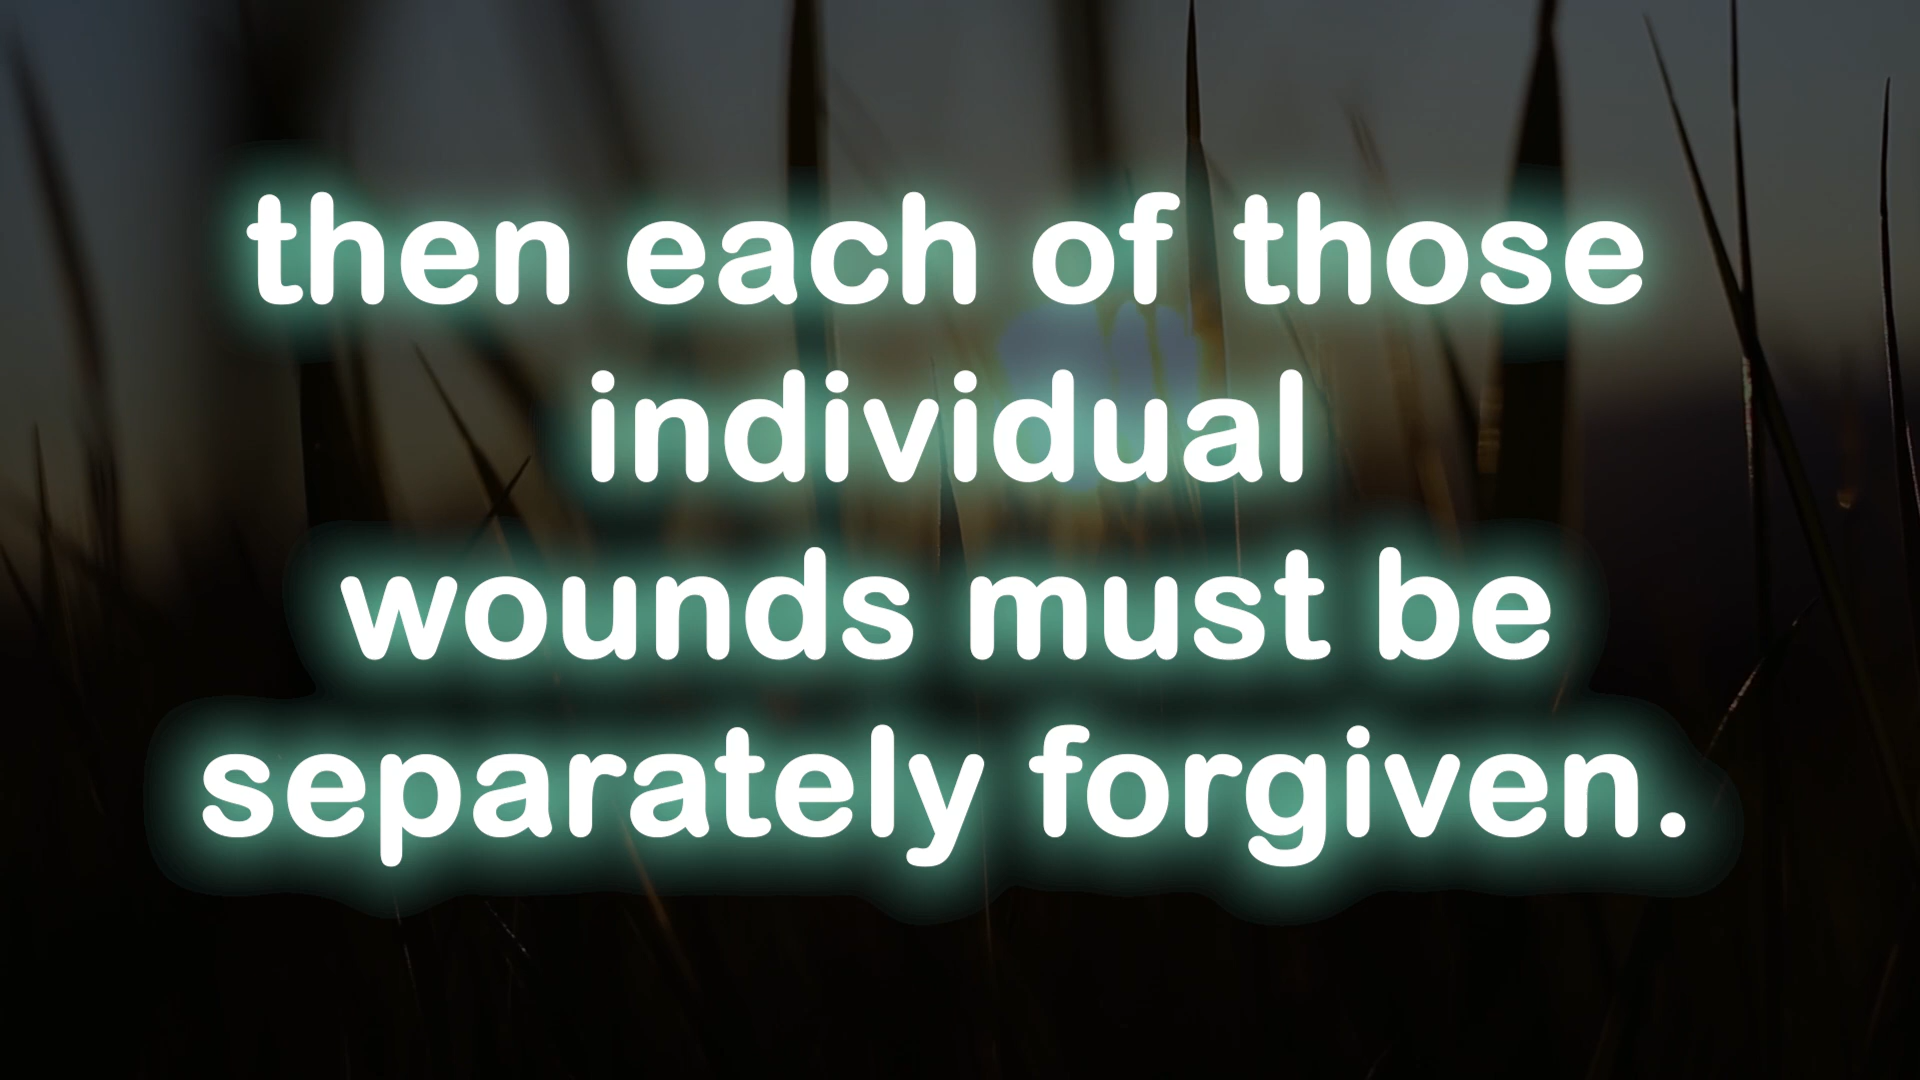 then each of those
individual
wounds must be
separately forgiven.